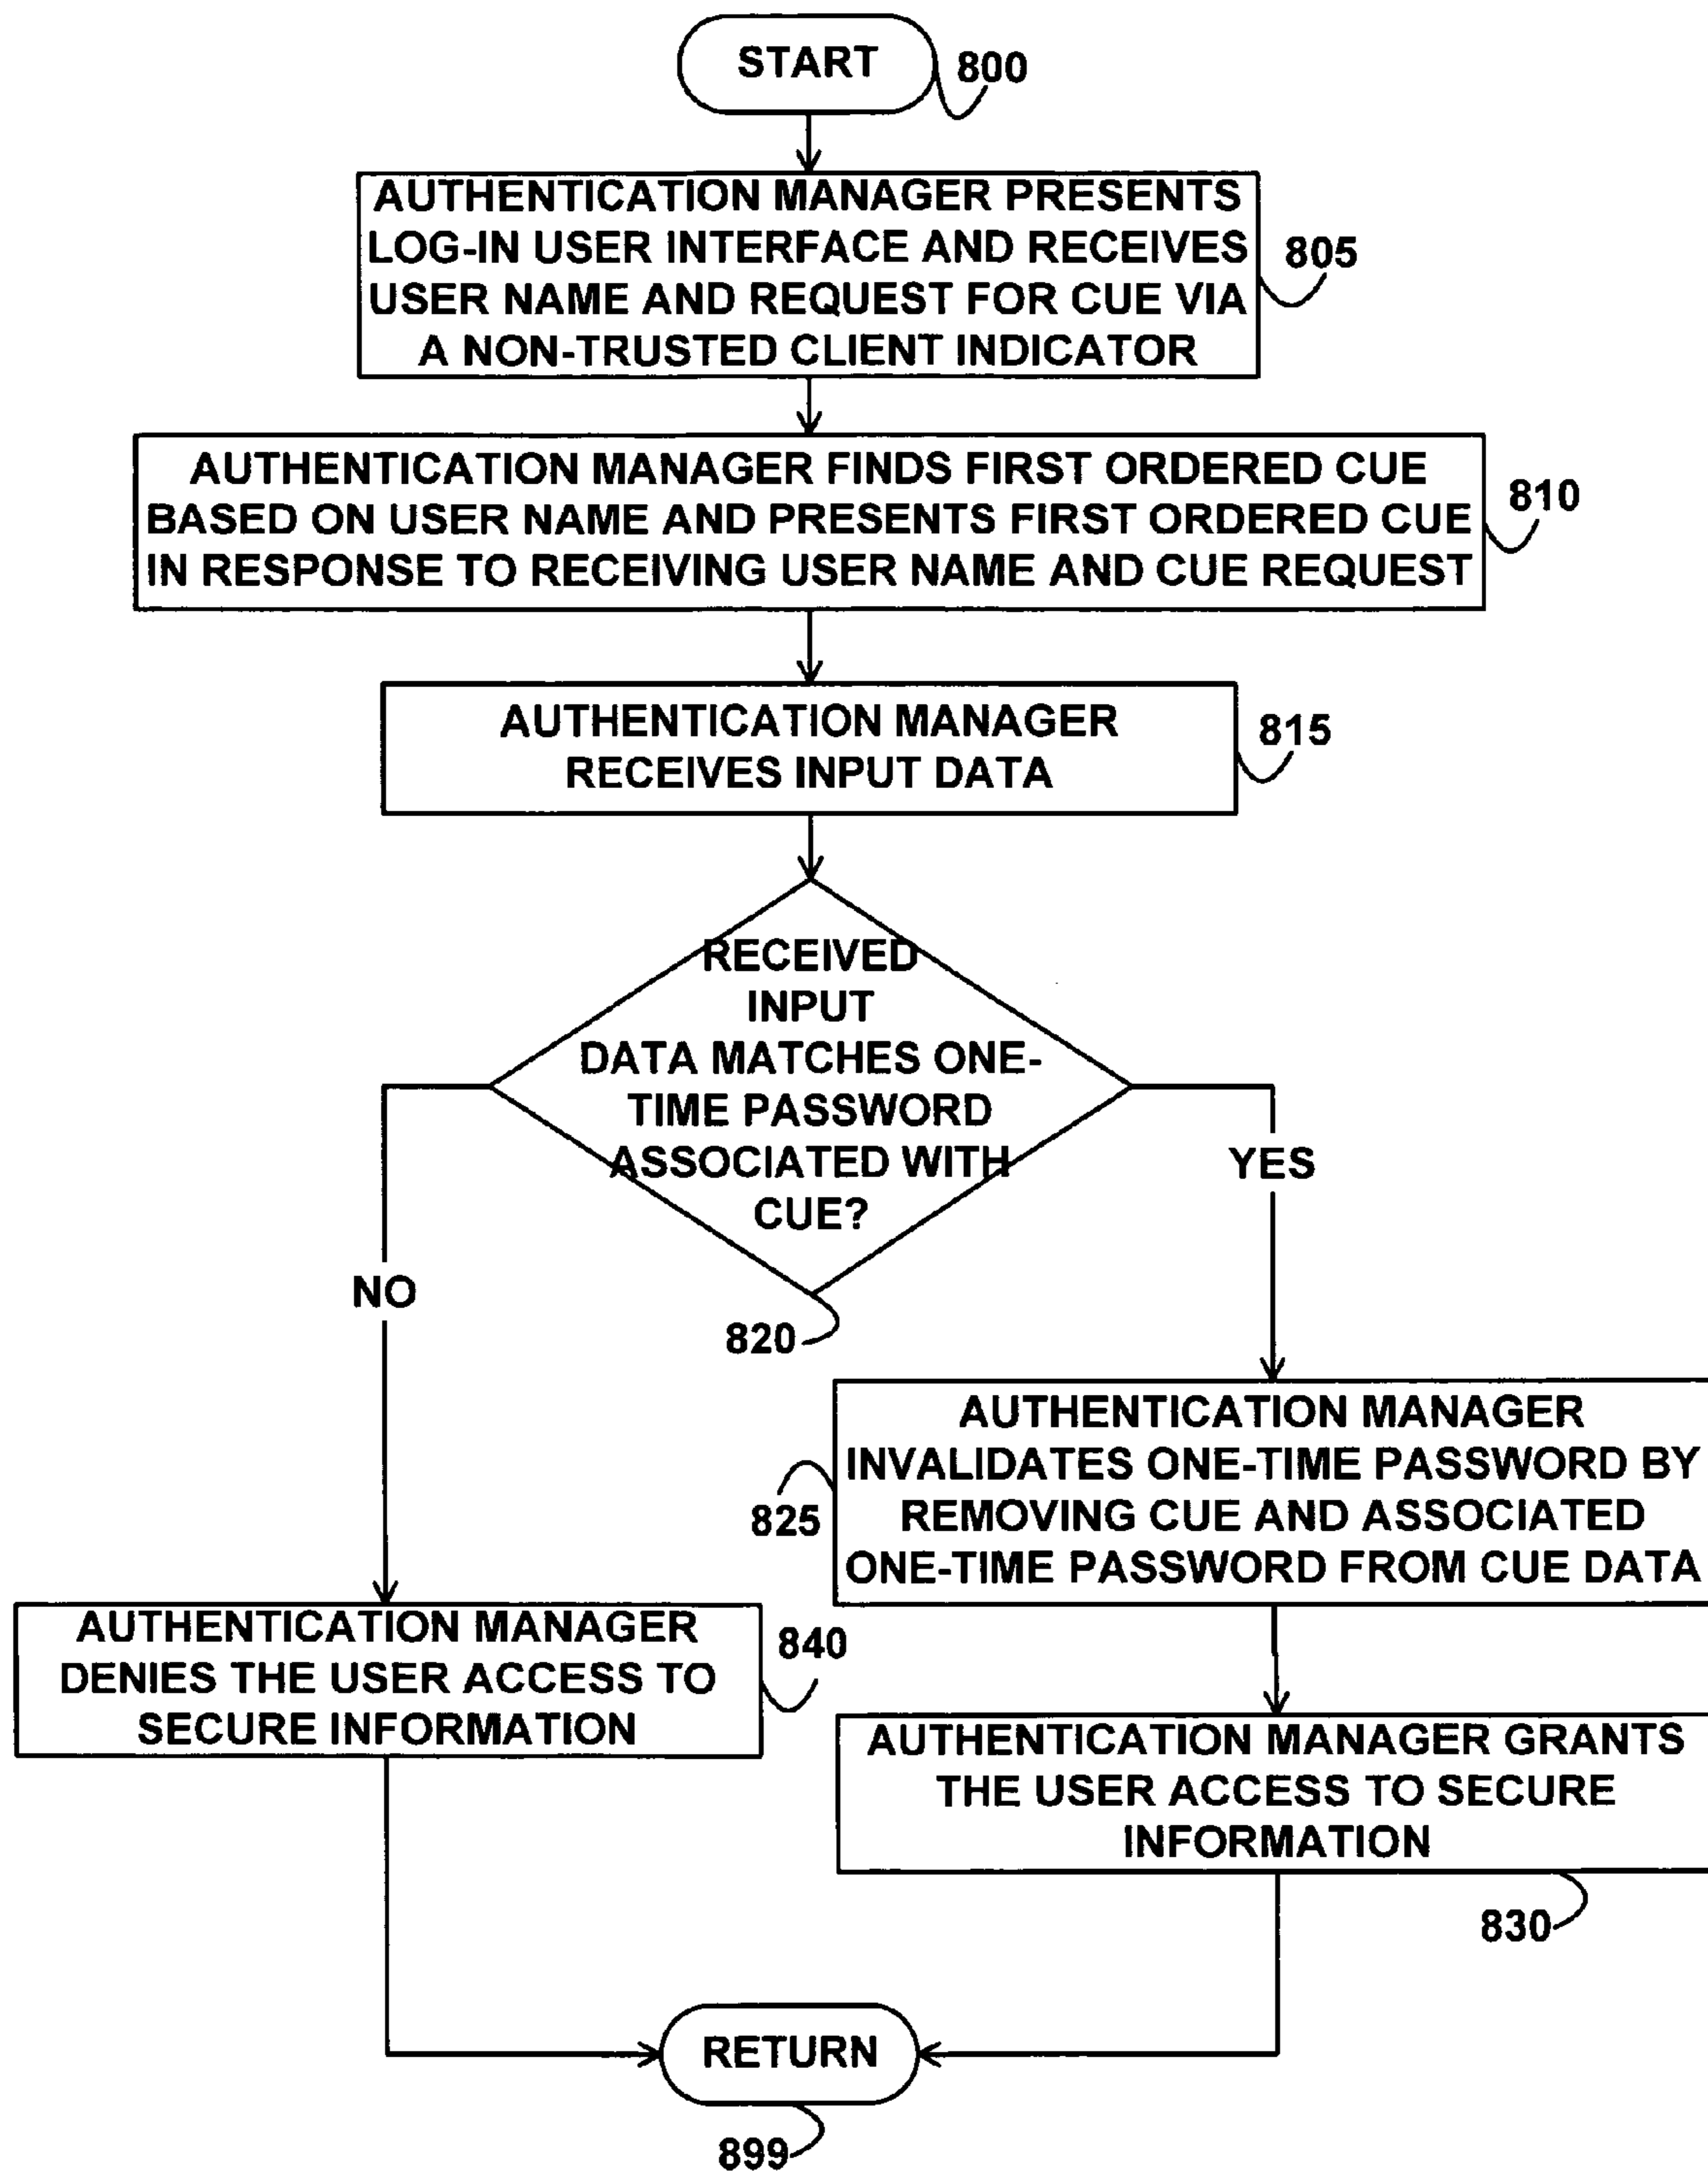 START
800
AUTHENTICATION MANAGER PRESENTS
LOG-IN USER INTERFACE AND RECEIVES
USER NAME AND REQUEST FOR CUE VIA
A NON-TRUSTED CLIENT INDICATOR
805
AUTHENTICATION MANAGER FINDS FIRST ORDERED CUE
BASED ON USER NAME AND PRESENTS FIRST ORDERED CUE
IN RESPONSE TO RECEIVING USER NAME AND CUE REQUEST
810
AUTHENTICATION MANAGER
RECEIVES INPUT DATA
815
RECEIVED
INPUT
DATA MATCHES ONE-
TIME PASSWORD
ASSOCIATED WITH
CUE?
820
NO
YES
AUTHENTICATION MANAGER
INVALIDATES ONE-TIME PASSWORD BY
REMOVING CUE AND ASSOCIATED
ONE-TIME PASSWORD FROM CUE DATA
825
AUTHENTICATION MANAGER
DENIES THE USER ACCESS TO
SECURE INFORMATION
840
AUTHENTICATION MANAGER GRANTS
THE USER ACCESS TO SECURE
INFORMATION
830
RETURN
899